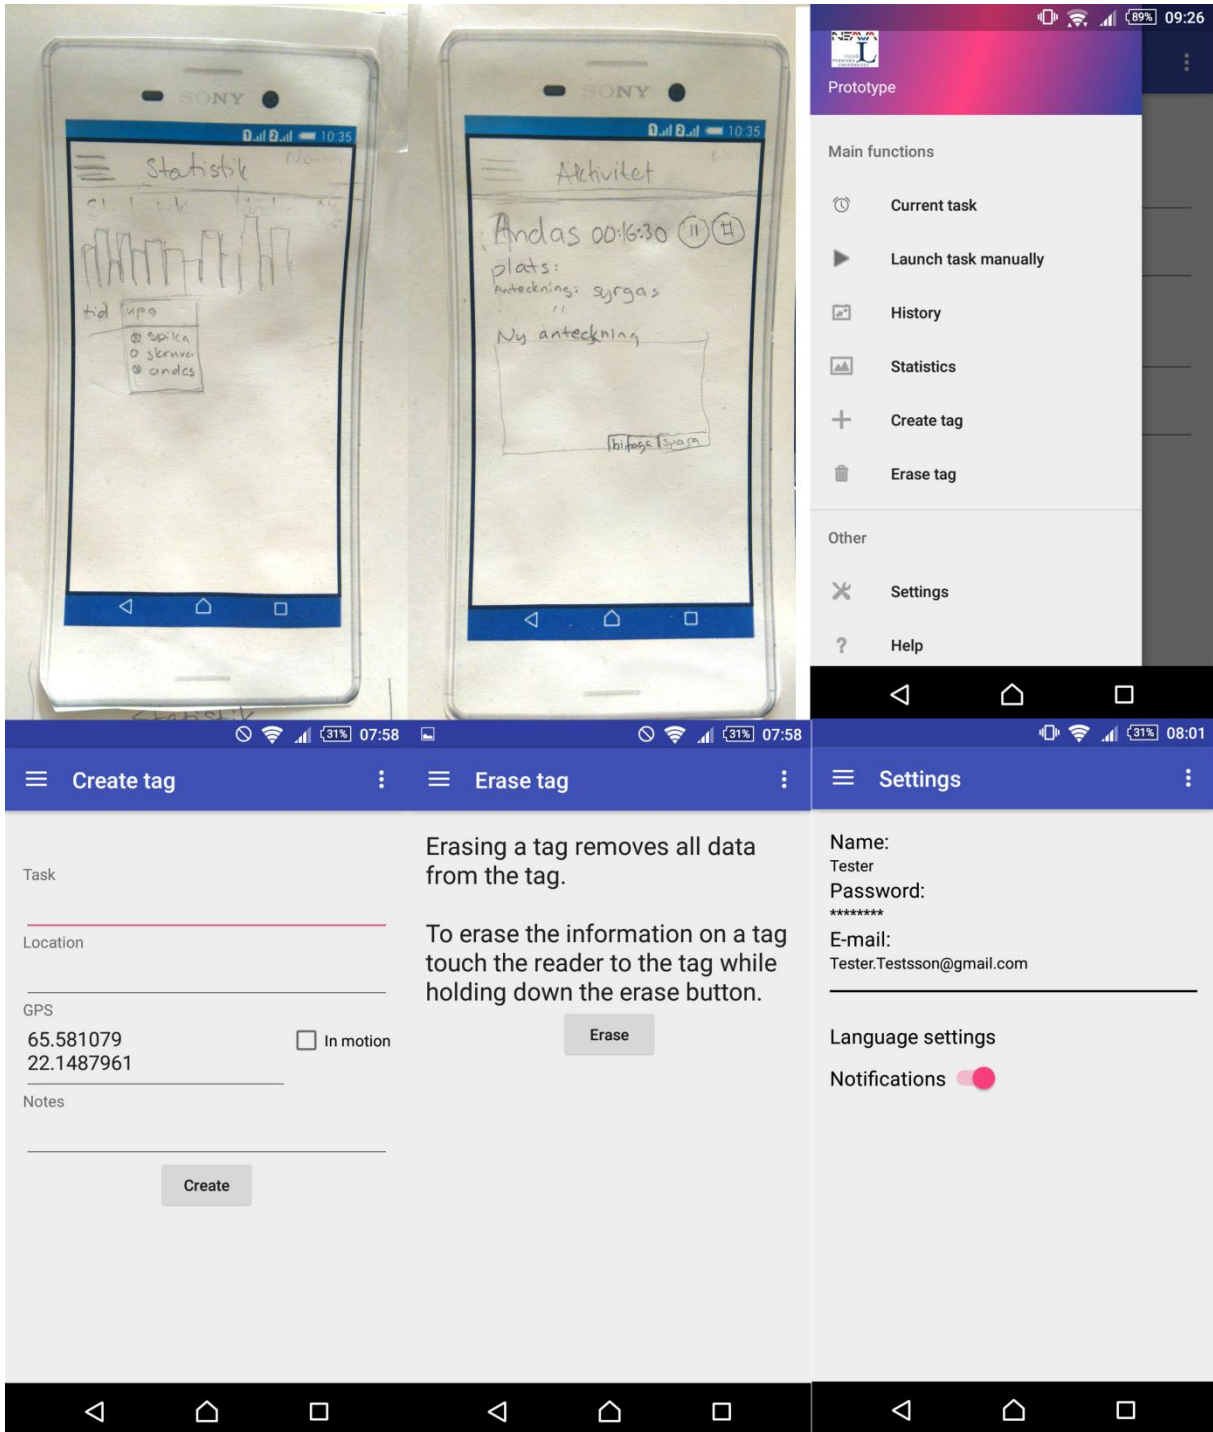 SONY
10:35
Statistik
Namn
tid
upg
spika
skruva
andas
Statistik
SONY
10:35
Aktivitet
Andas 00:16:30
plats:
Anteckning: syrgas
Ny anteckning
bifoga spara
89% 09:26
Prototype
Main functions
Current task
Launch task manually
History
Statistics
Create tag
Erase tag
Other
Settings
Help
31% 07:58
Create tag
Task
Location
GPS
65.581079
22.1487961
In motion
Notes
Create
31% 07:58
Erase tag
Erasing a tag removes all data
from the tag.
To erase the information on a tag
touch the reader to the tag while
holding down the erase button.
Erase
31% 08:01
Settings
Name:
Tester
Password:
********
E-mail:
Tester.Testsson@gmail.com
Language settings
Notifications